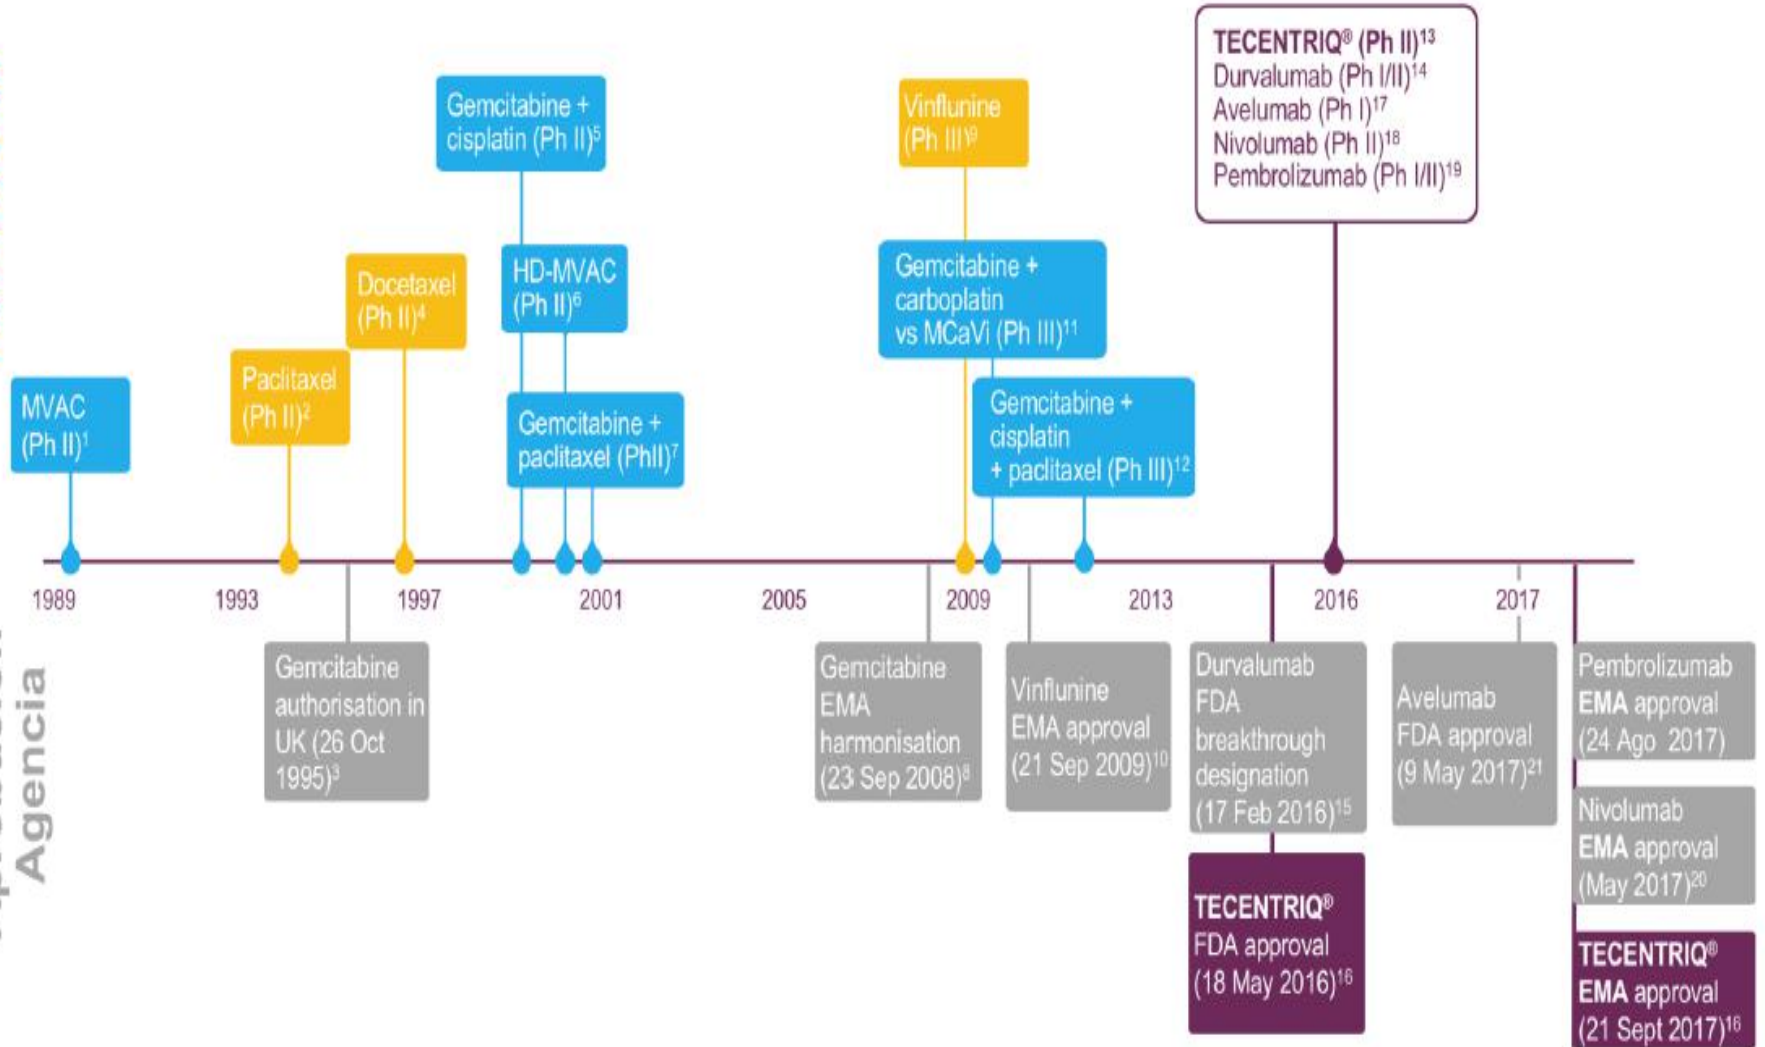 TECENTRIQ® (Ph II)¹³
Durvalumab (Ph I/II)¹⁴
Avelumab (Ph I)¹⁷
Nivolumab (Ph II)¹⁸
Pembrolizumab (Ph I/II)¹⁹
Gemcitabine +
cisplatin (Ph II)⁵
Vinflunine
(Ph III)⁹
HD-MVAC
(Ph II)⁶
Gemcitabine +
carboplatin
vs MCaVi (Ph III)¹¹
Docetaxel
(Ph II)⁴
Paclitaxel
(Ph II)²
MVAC
(Ph II)¹
Gemcitabine +
paclitaxel (PhII)⁷
Gemcitabine +
cisplatin
+ paclitaxel (Ph III)¹²
1989 1993 1997 2001 2005 2009 2013 2016 2017
Agencia
Gemcitabine
authorisation in
UK (26 Oct
1995)³
Gemcitabine
EMA
harmonisation
(23 Sep 2008)⁸
Vinflunine
EMA approval
(21 Sep 2009)¹⁰
Durvalumab
FDA
breakthrough
designation
(17 Feb 2016)¹⁵
TECENTRIQ®
FDA approval
(18 May 2016)¹⁶
Avelumab
FDA approval
(9 May 2017)²¹
Pembrolizumab
EMA approval
(24 Ago 2017)
Nivolumab
EMA approval
(May 2017)²⁰
TECENTRIQ®
EMA approval
(21 Sept 2017)¹⁶